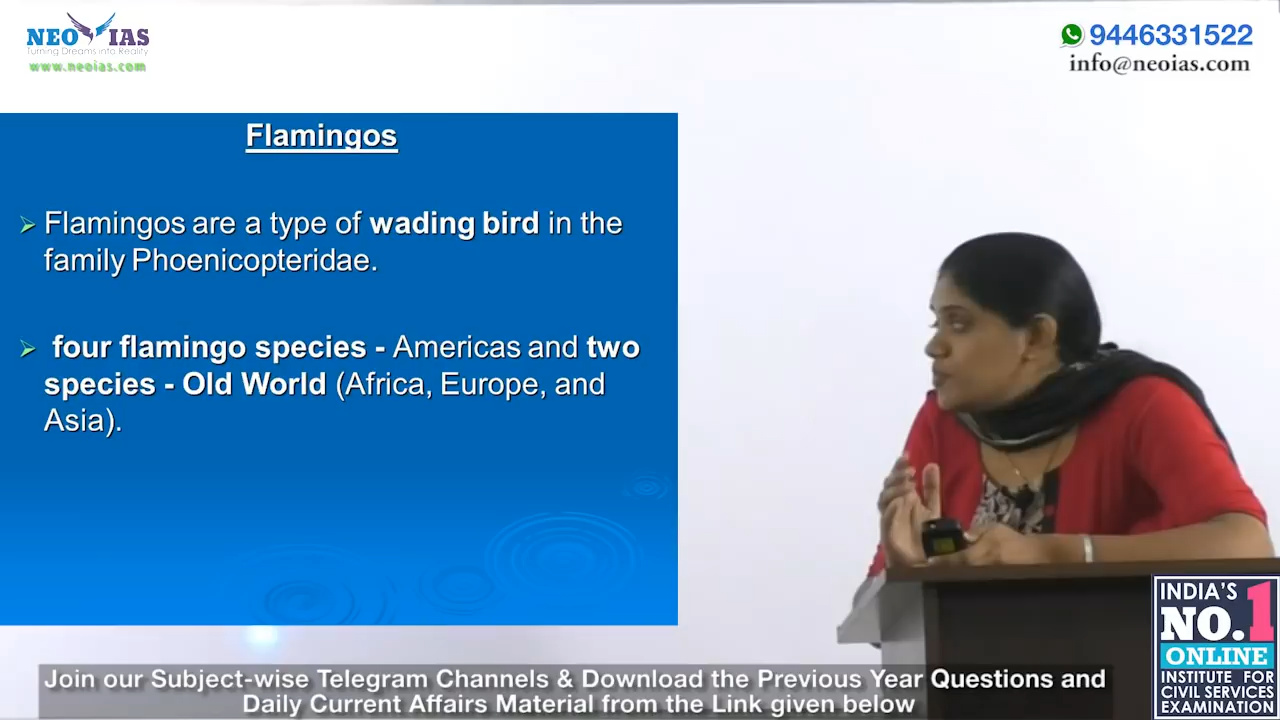 NEO IAS
Turning Dreams into Reality
www.neoias.com
9446331522
info@neoias.com
Flamingos
Flamingos are a type of wading bird in the
family Phoenicopteridae.
four flamingo species - Americas and two
species - Old World (Africa, Europe, and
Asia).
INDIA'S
NO.1
ONLINE
INSTITUTE FOR
CIVIL SERVICES
EXAMINATION
Join our Subject-wise Telegram Channels & Download the Previous Year Questions and
Daily Current Affairs Material from the Link given below